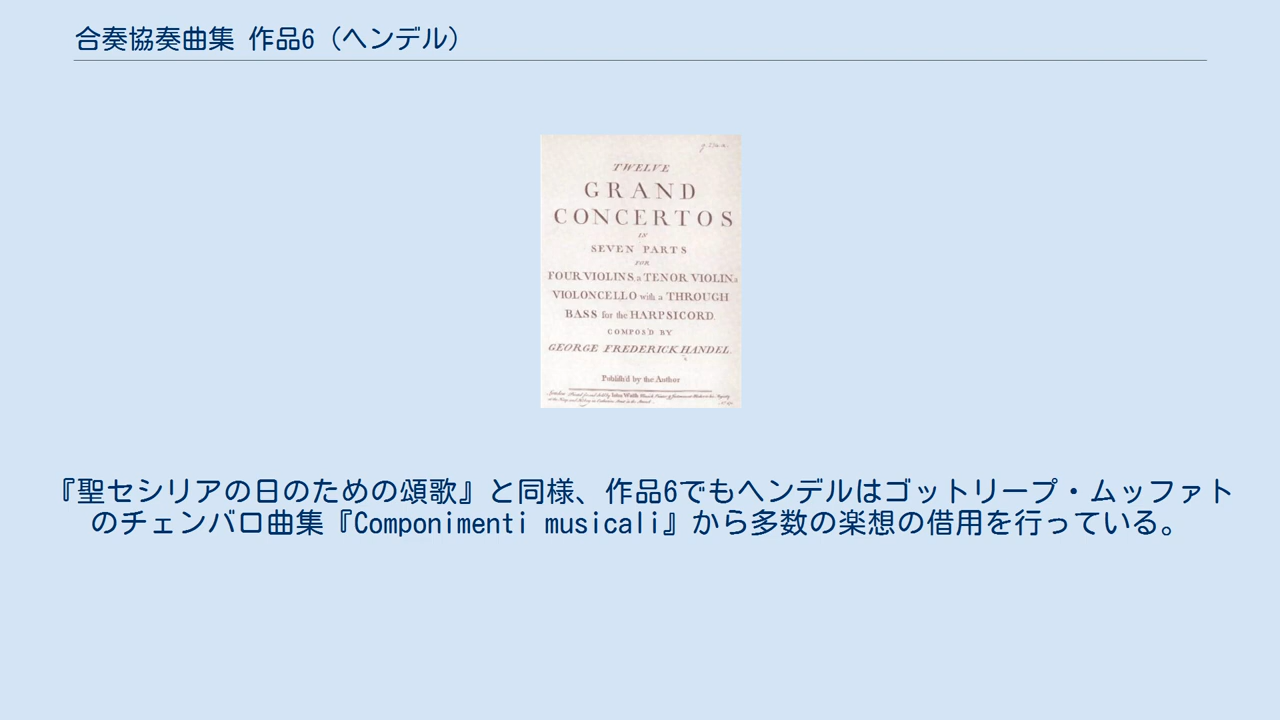 合奏協奏曲集 作品6（ヘンデル）
TWELVE
GRAND
CONCERTOS
IN
SEVEN PARTS
FOR
FOUR VIOLINS, a TENOR VIOLIN, a
VIOLONCELLO with a THROUGH
BASS for the HARPSICORD.
COMPOS'D BY
GEORGE FREDERICK HANDEL.
Publish'd by the Author
London
『聖セシリアの日のための頌歌』と同様、作品6でもヘンデルはゴットリープ・ムッファト
のチェンバロ曲集『Componimenti musicali』から多数の楽想の借用を行っている。